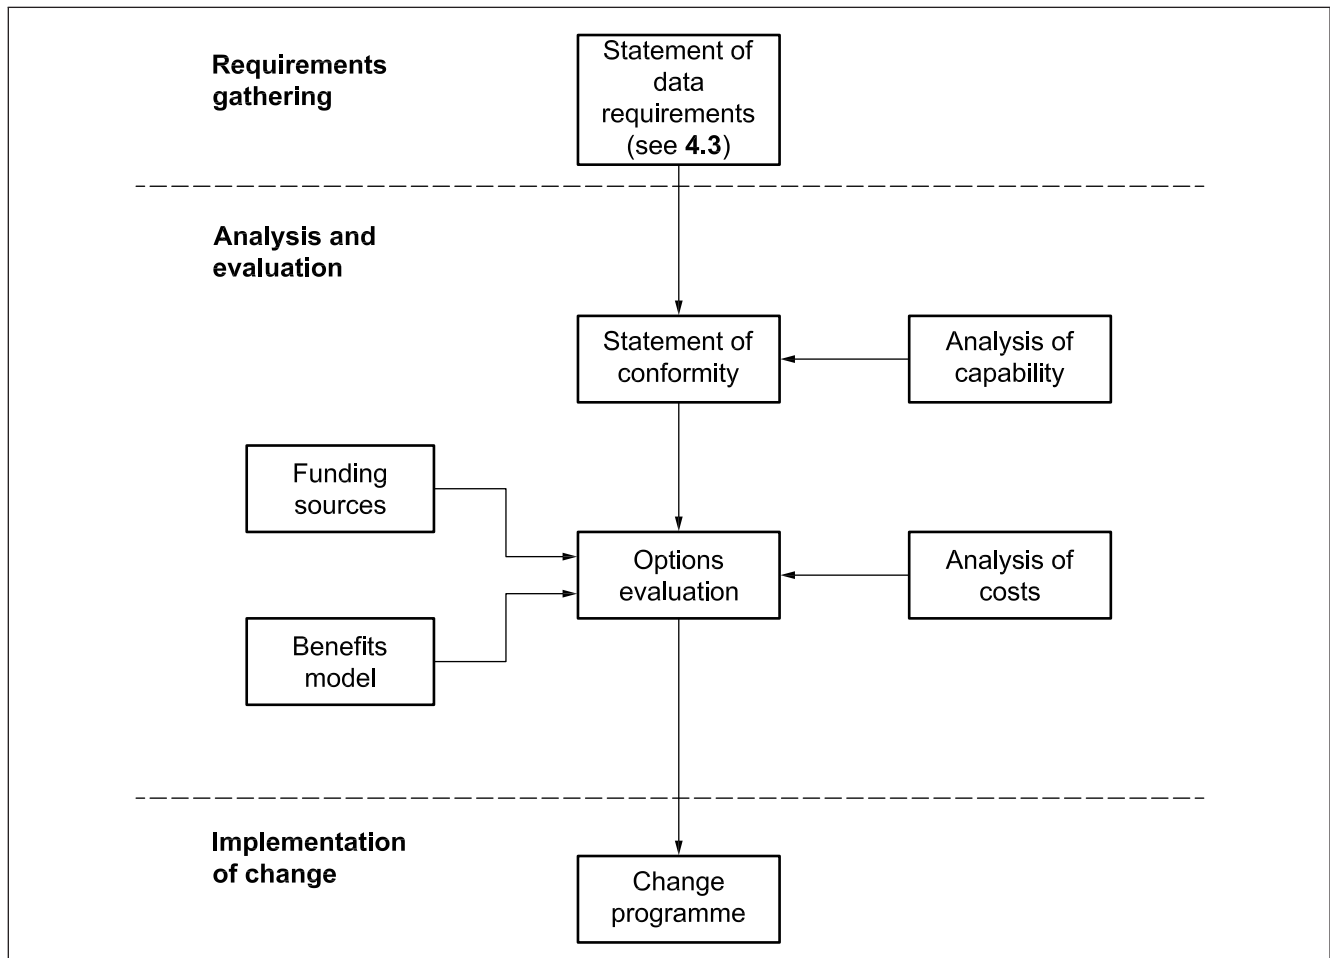 Requirements
gathering
Statement of
data
requirements
(see 4.3)
Analysis and
evaluation
Statement of
conformity
Analysis of
capability
Funding
sources
Options
evaluation
Analysis of
costs
Benefits
model
Implementation
of change
Change
programme